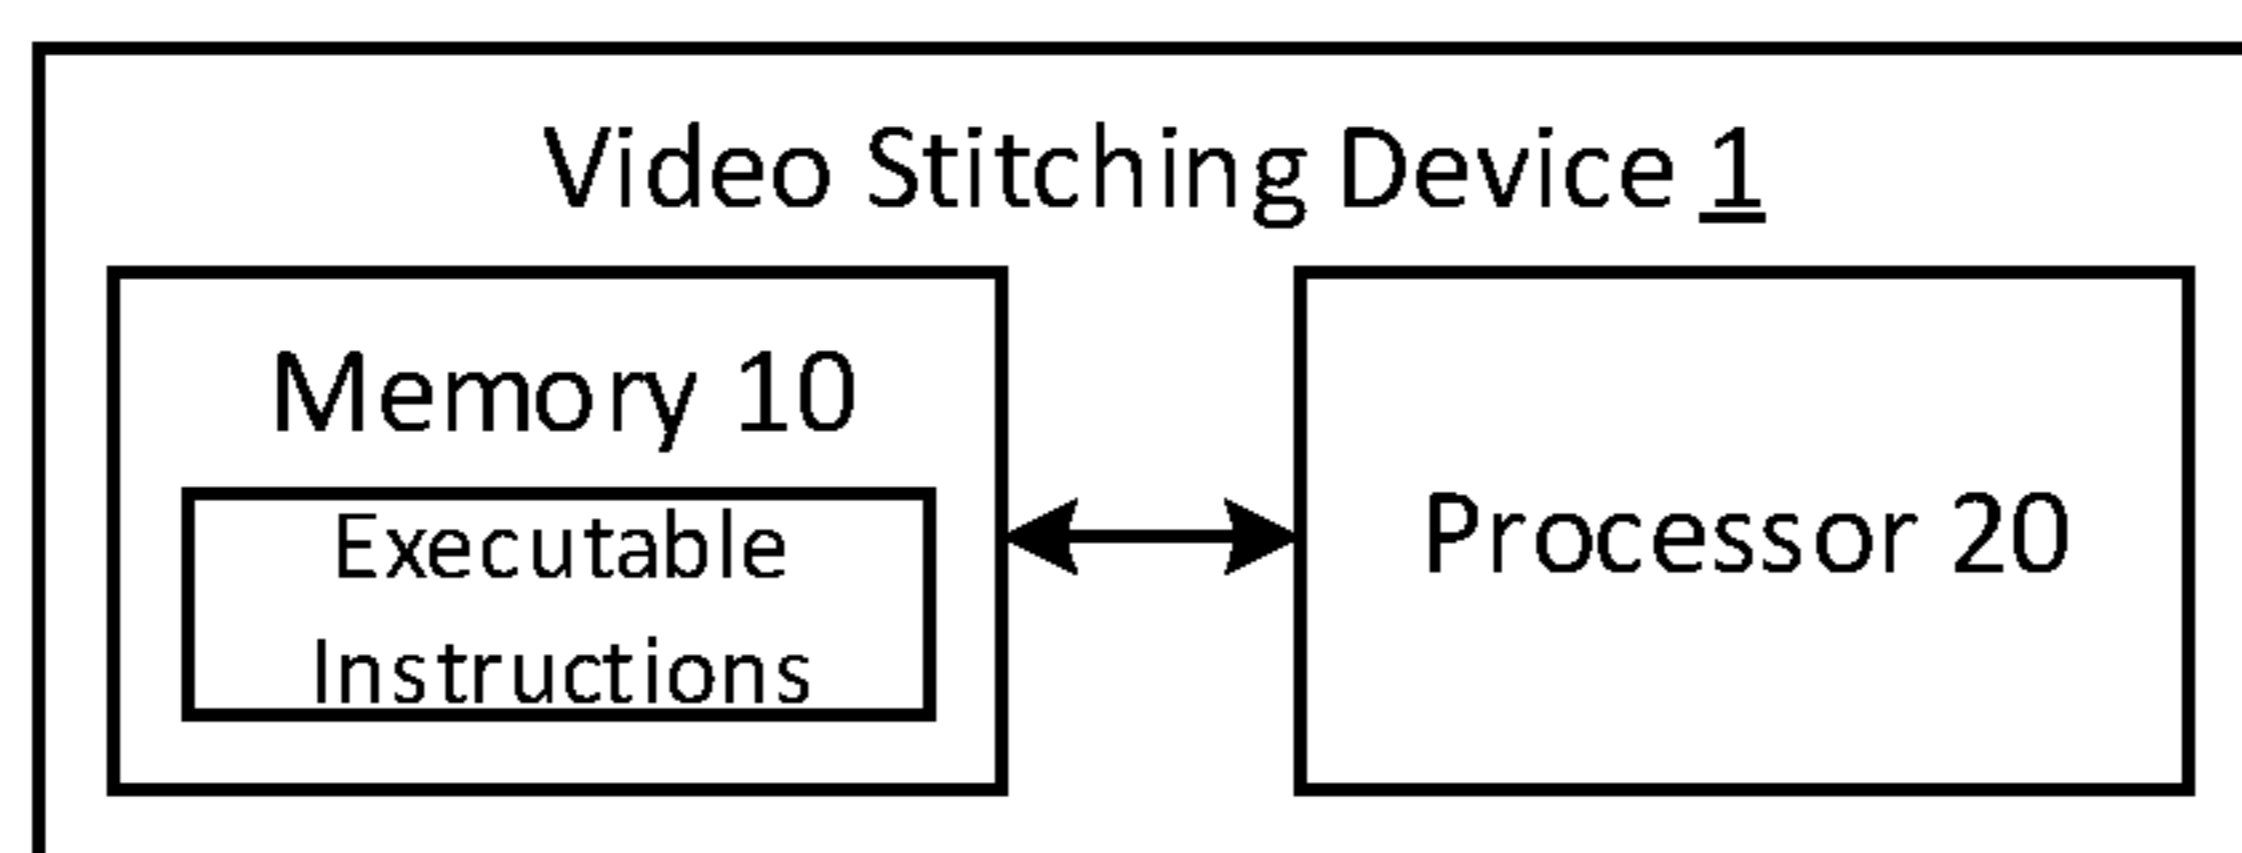 Video Stitching Device 1
Memory 10
Executable
Instructions
Processor 20